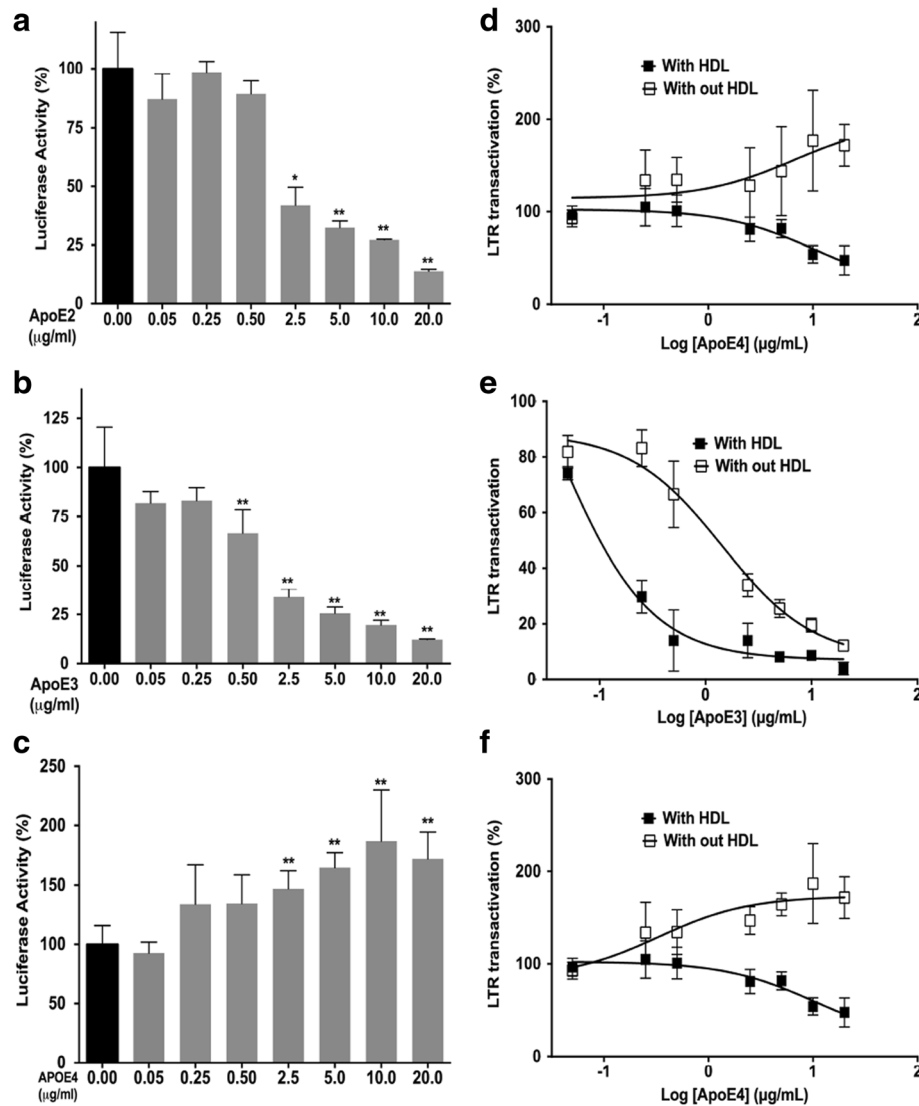 a
Luciferase Activity (%)
125
100
75
50
25
0
*
**
**
**
ApoE2
(μg/ml)
0.00 0.05 0.25 0.50 2.5 5.0 10.0 20.0
b
Luciferase Activity (%)
125
100
75
50
25
0
**
**
**
**
**
ApoE3
(μg/ml)
0.00 0.05 0.25 0.50 2.5 5.0 10.0 20.0
c
Luciferase Activity (%)
250
200
150
100
50
0
**
**
**
**
APOE4
(μg/ml)
0.00 0.05 0.25 0.50 2.5 5.0 10.0 20.0
d
LTR transactivation (%)
300
200
100
0
With HDL
With out HDL
-1 0 1 2
Log [ApoE4] (μg/mL)
e
LTR transactivation
100
80
60
40
20
0
With HDL
With out HDL
-1 0 1 2
Log [ApoE3] (μg/mL)
f
LTR transactivation (%)
300
200
100
0
With HDL
With out HDL
-1 0 1 2
Log [ApoE4] (μg/mL)